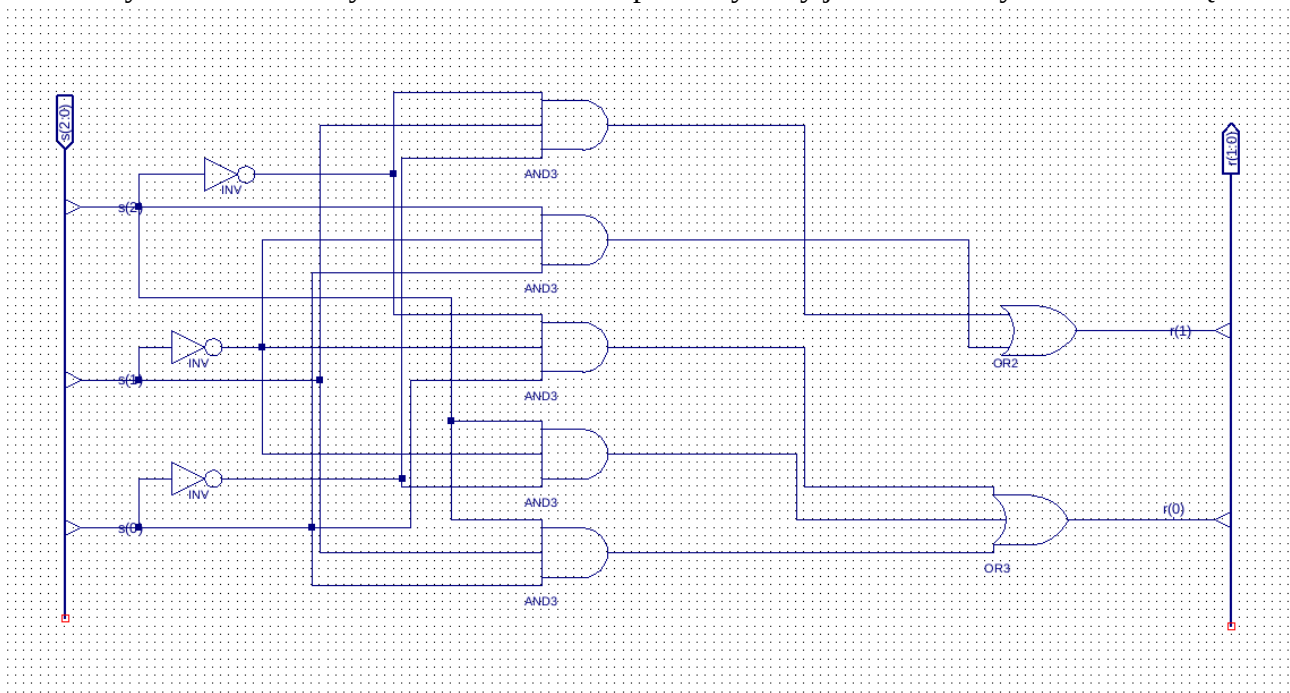 s(2:0)
r(1:0)
AND3
INV
s(2)
AND3
r(1)
INV
OR2
s(1)
AND3
INV
AND3
r(0)
s(0)
OR3
AND3